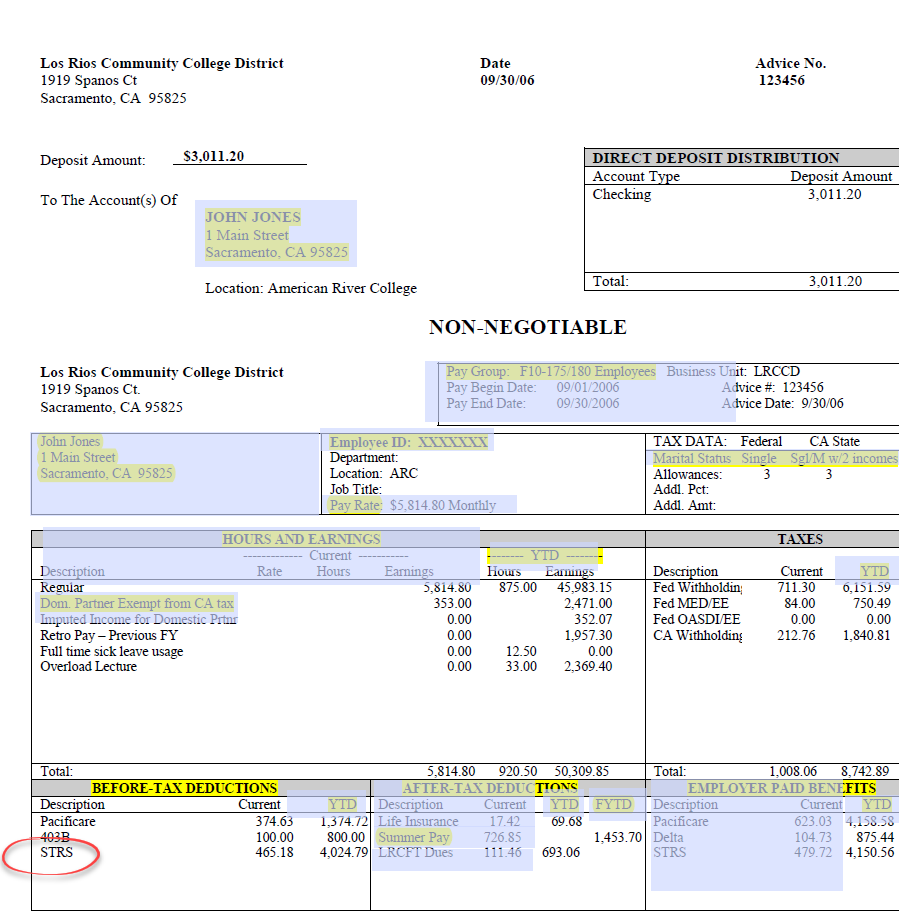 Los Rios Community College District Date Advice No.
1919 Spanos Ct 09/30/06 123456
Sacramento, CA 95825
Deposit Amount: $3,011.20
DIRECT DEPOSIT DISTRIBUTION
Account Type Deposit Amount
Checking 3,011.20
Total: 3,011.20
To The Account(s) Of
JOHN JONES
1 Main Street
Sacramento, CA 95825
Location: American River College
NON-NEGOTIABLE
Los Rios Community College District
1919 Spanos Ct.
Sacramento, CA 95825
Pay Group: F10-175/180 Employees Business Unit: LRCCD
Pay Begin Date: 09/01/2006 Advice #: 123456
Pay End Date: 09/30/2006 Advice Date: 9/30/06
John Jones
1 Main Street
Sacramento, CA 95825
Employee ID: XXXXXXX
Department:
Location: ARC
Job Title:
Pay Rate: $5,814.80 Monthly
TAX DATA: Federal CA State
Marital Status Single Sgl/M w/2 incomes
Allowances: 3 3
Addl. Pct:
Addl. Amt:
HOURS AND EARNINGS
------------- Current ----------- -------- YTD --------
Description Rate Hours Earnings Hours Earnings
Regular 5,814.80 875.00 45,983.15
Dom. Partner Exempt from CA tax 353.00 2,471.00
Imputed Income for Domestic Prtnr 0.00 352.07
Retro Pay – Previous FY 0.00 1,957.30
Full time sick leave usage 0.00 12.50 0.00
Overload Lecture 0.00 33.00 2,369.40
Total: 5,814.80 920.50 50,309.85
TAXES
Description Current YTD
Fed Withholdin 711.30 6,151.59
Fed MED/EE 84.00 750.49
Fed OASDI/EE 0.00 0.00
CA Withholding 212.76 1,840.81
Total: 1,008.06 8,742.89
BEFORE-TAX DEDUCTIONS
Description Current YTD
Pacificare 374.63 1,374.72
403B 100.00 800.00
STRS 465.18 4,024.79
AFTER-TAX DEDUCTIONS
Description Current YTD FYTD
Life Insurance 17.42 69.68
Summer Pay 726.85 1,453.70
LRCFT Dues 111.46 693.06
EMPLOYER PAID BENEFITS
Description Current YTD
Pacificare 623.03 4,158.58
Delta 104.73 875.44
STRS 479.72 4,150.56